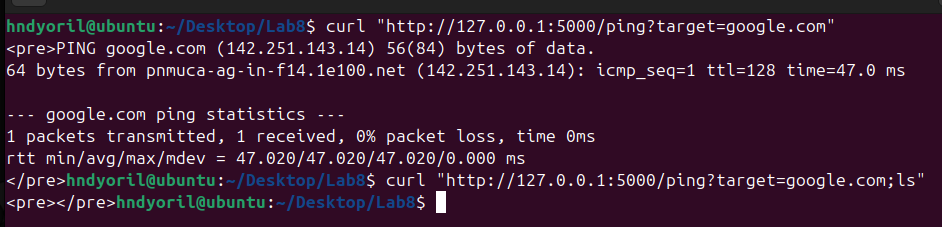 hndyoril@ubuntu:~/Desktop/Lab8$ curl "http://127.0.0.1:5000/ping?target=google.com"
<pre>PING google.com (142.251.143.14) 56(84) bytes of data.
64 bytes from pnmuca-ag-in-f14.1e100.net (142.251.143.14): icmp_seq=1 ttl=128 time=47.0 ms

--- google.com ping statistics ---
1 packets transmitted, 1 received, 0% packet loss, time 0ms
rtt min/avg/max/mdev = 47.020/47.020/47.020/0.000 ms
</pre>hndyoril@ubuntu:~/Desktop/Lab8$ curl "http://127.0.0.1:5000/ping?target=google.com;ls"
<pre></pre>hndyoril@ubuntu:~/Desktop/Lab8$